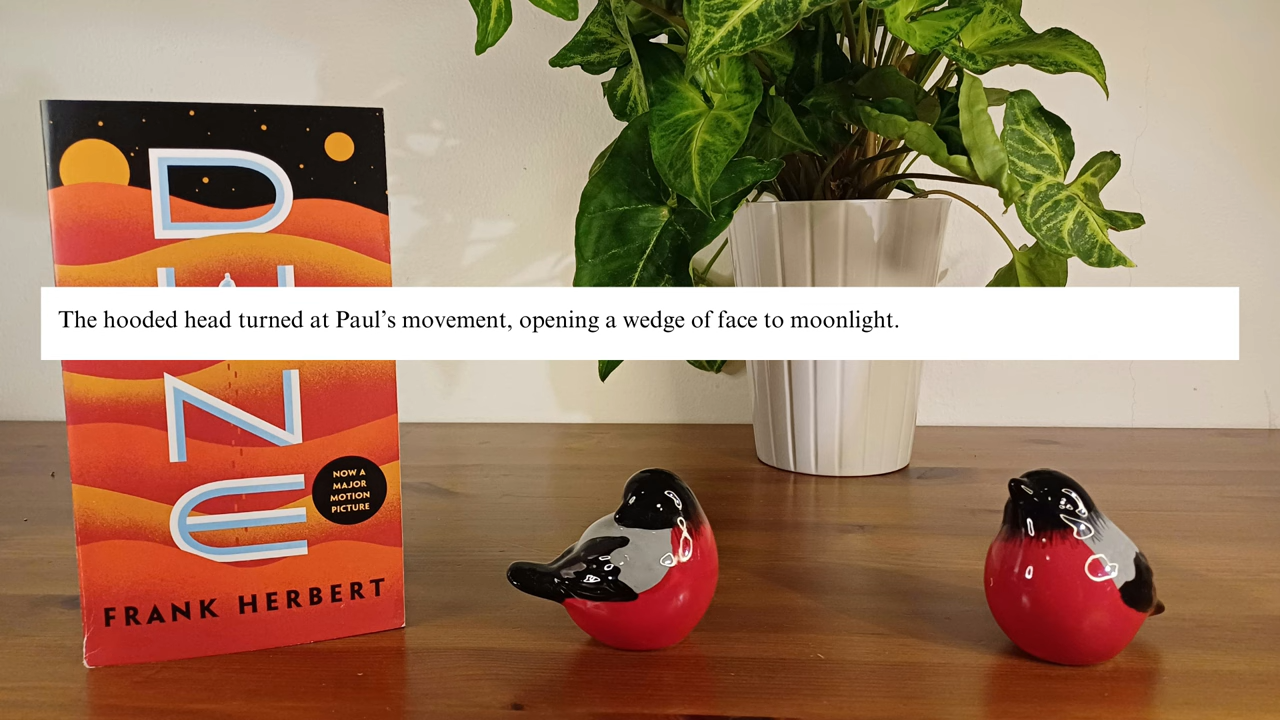 DUNE
The hooded head turned at Paul’s movement, opening a wedge of face to moonlight.
NOW A
MAJOR
MOTION
PICTURE
FRANK HERBERT